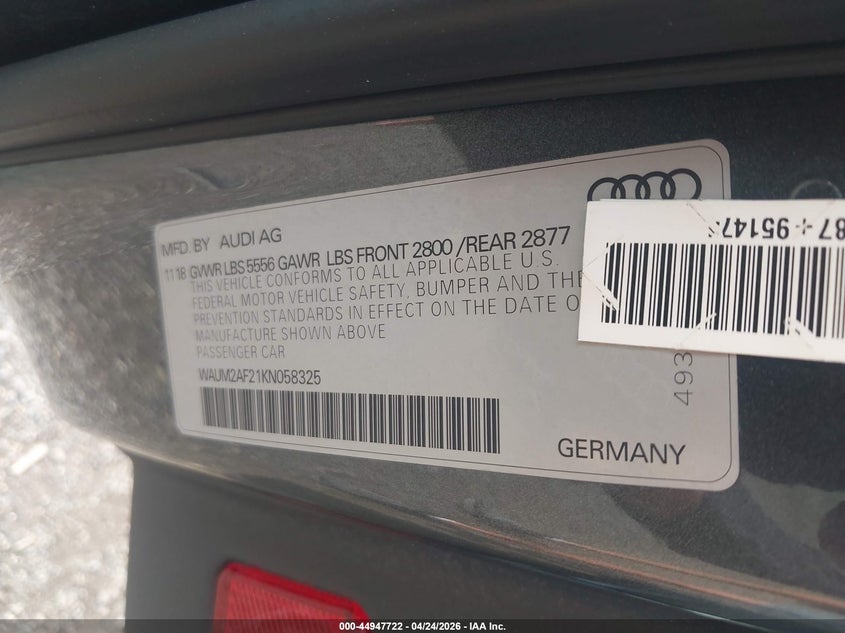 MFD. BY AUDI AG
11 18 GVWR LBS 5556 GAWR LBS FRONT 2800 /REAR 2877
THIS VEHICLE CONFORMS TO ALL APPLICABLE U.S.
FEDERAL MOTOR VEHICLE SAFETY, BUMPER AND THE
PREVENTION STANDARDS IN EFFECT ON THE DATE O
MANUFACTURE SHOWN ABOVE
PASSENGER CAR
WAUM2AF21KN058325
GERMANY
493
87 + 9514
000-44947722 - 04/24/2026 - IAA Inc.